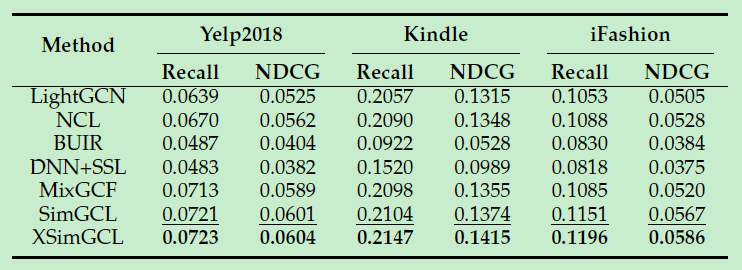 Method Yelp2018 Kindle iFashion
Recall NDCG Recall NDCG Recall NDCG
LightGCN 0.0639 0.0525 0.2057 0.1315 0.1053 0.0505
NCL 0.0670 0.0562 0.2090 0.1348 0.1088 0.0528
BUIR 0.0487 0.0404 0.0922 0.0528 0.0830 0.0384
DNN+SSL 0.0483 0.0382 0.1520 0.0989 0.0818 0.0375
MixGCF 0.0713 0.0589 0.2098 0.1355 0.1085 0.0520
SimGCL 0.0721 0.0601 0.2104 0.1374 0.1151 0.0567
XSimGCL 0.0723 0.0604 0.2147 0.1415 0.1196 0.0586